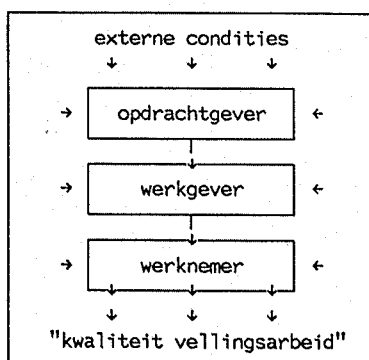 externe condities
opdrachtgever
werkgever
werknemer
"kwaliteit vellingsarbeid"